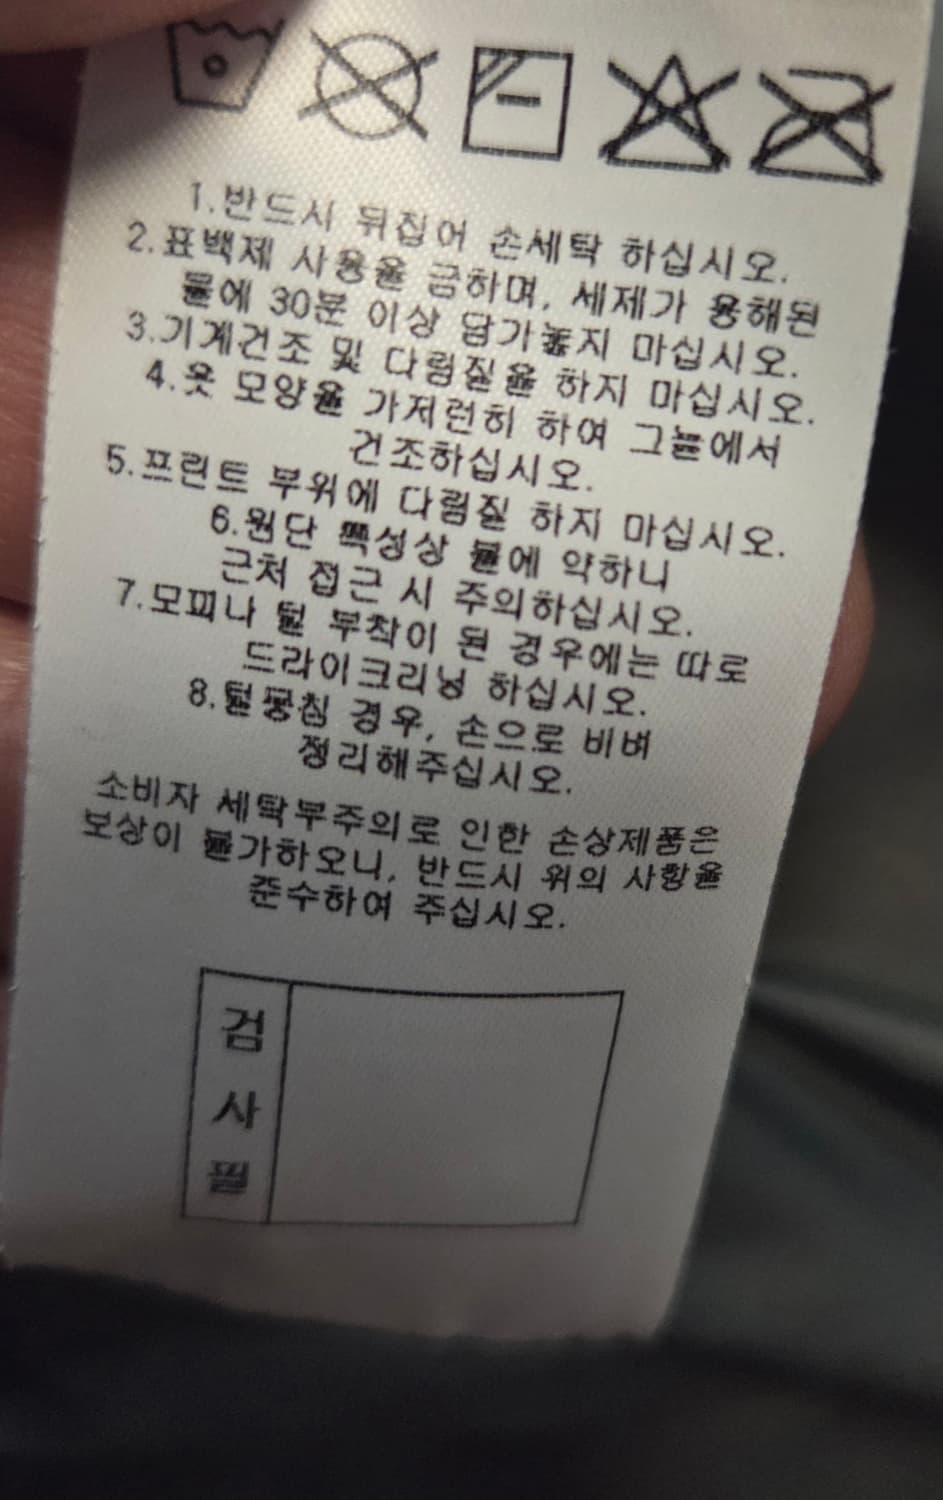 1.반드시 뒤집어 손세탁 하십시오.
2.표백제 사용을 금하며, 세제가 용해된
물에 30분 이상 담가놓지 마십시오.
3.기계건조 및 다림질을 하지 마십시오.
4.옷 모양을 가저런히 하여 그늘에서
건조하십시오.
5.프린트 부위에 다림질 하지 마십시오.
6.원단 특성상 불에 약하니
근처 접근 시 주의하십시오.
7.모피나 털 부착이 된 경우에는 따로
드라이크리닝 하십시오.
8.털뭉침 경우, 손으로 비벼
정리해주십시오.
소비자 세탁부주의로 인한 손상제품은
보상이 불가하오니, 반드시 위의 사항을
준수하여 주십시오.
검
사
필